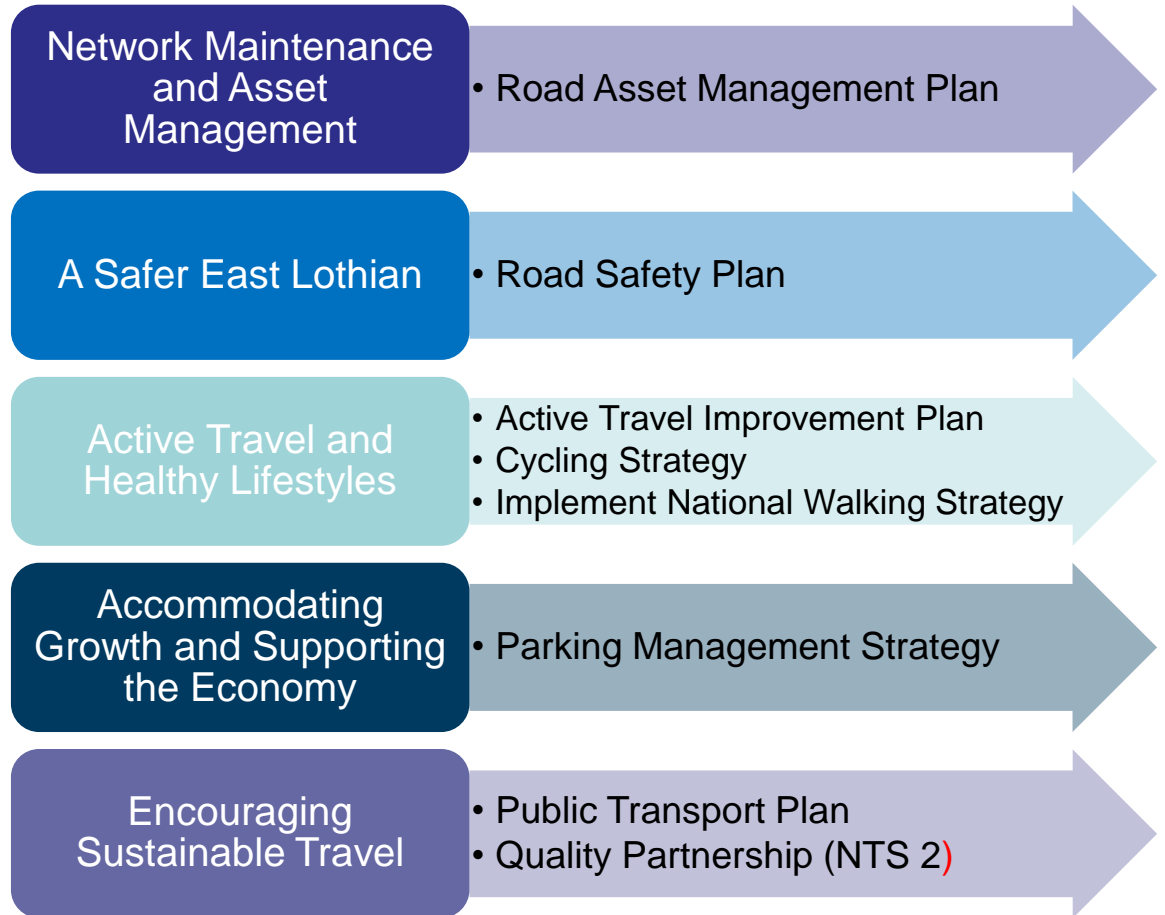 Network Maintenance
and Asset
Management
• Road Asset Management Plan
A Safer East Lothian
• Road Safety Plan
Active Travel and
Healthy Lifestyles
• Active Travel Improvement Plan
• Cycling Strategy
• Implement National Walking Strategy
Accommodating
Growth and Supporting
the Economy
• Parking Management Strategy
Encouraging
Sustainable Travel
• Public Transport Plan
• Quality Partnership (NTS 2)